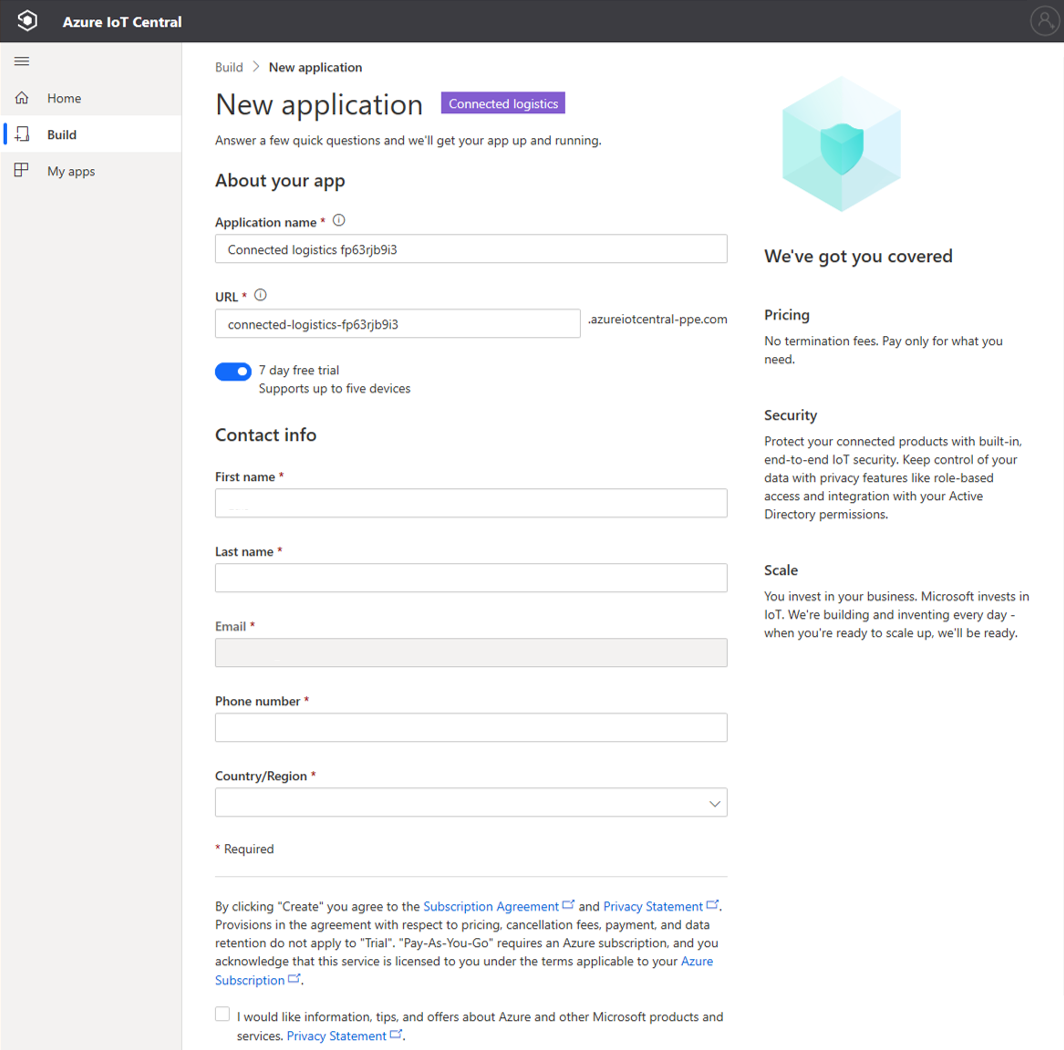 Azure IoT Central
Home
Build
My apps
Build > New application
New application Connected logistics
Answer a few quick questions and we'll get your app up and running.
About your app
Application name *
Connected logistics fp63rjb9i3
URL *
connected-logistics-fp63rjb9i3 .azureiotcentral-ppe.com
7 day free trial
Supports up to five devices
Contact info
First name *
Last name *
Email *
Phone number *
Country/Region *
* Required
By clicking "Create" you agree to the Subscription Agreement and Privacy Statement.
Provisions in the agreement with respect to pricing, cancellation fees, payment, and data
retention do not apply to "Trial". "Pay-As-You-Go" requires an Azure subscription, and you
acknowledge that this service is licensed to you under the terms applicable to your Azure
Subscription.
I would like information, tips, and offers about Azure and other Microsoft products and
services. Privacy Statement.
We've got you covered
Pricing
No termination fees. Pay only for what you
need.
Security
Protect your connected products with built-in,
end-to-end IoT security. Keep control of your
data with privacy features like role-based
access and integration with your Active
Directory permissions.
Scale
You invest in your business. Microsoft invests in
IoT. We're building and inventing every day -
when you're ready to scale up, we'll be ready.